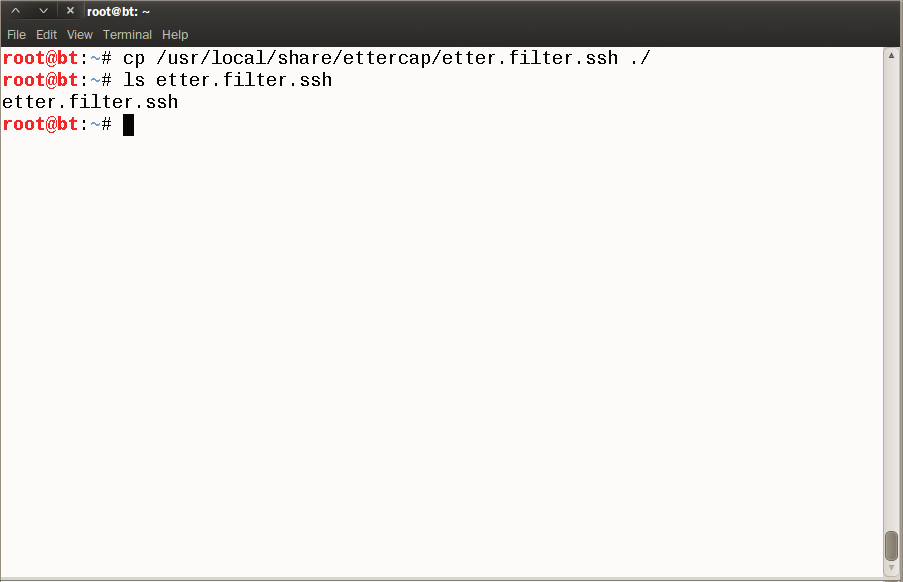 root@bt: ~
File Edit View Terminal Help
root@bt:~# cp /usr/local/share/ettercap/etter.filter.ssh ./
root@bt:~# ls etter.filter.ssh
etter.filter.ssh
root@bt:~#